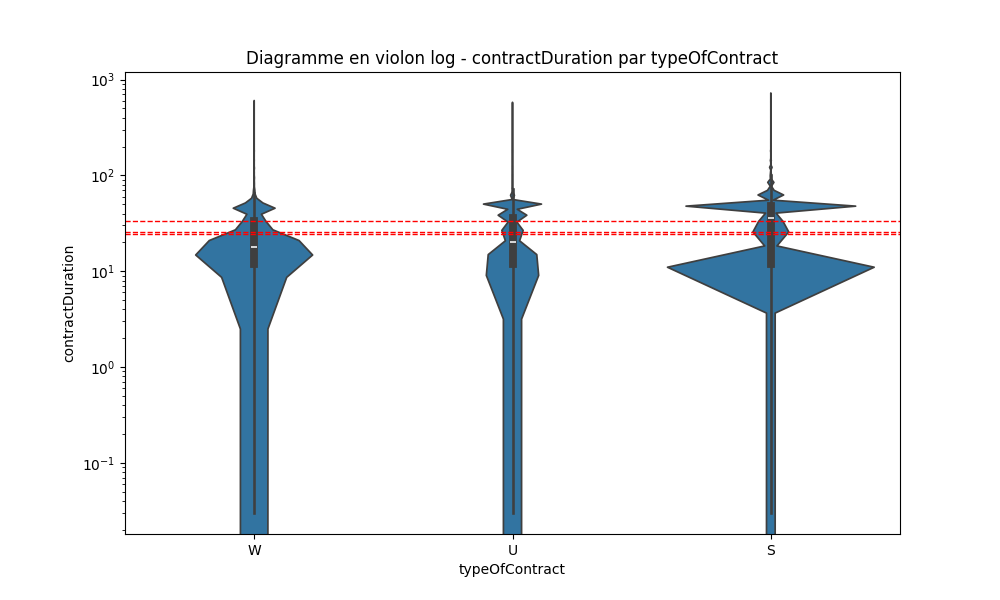 Diagramme en violon log - contractDuration par typeOfContract
contractDuration
10³
10²
10¹
10⁰
10⁻¹
W U S
typeOfContract